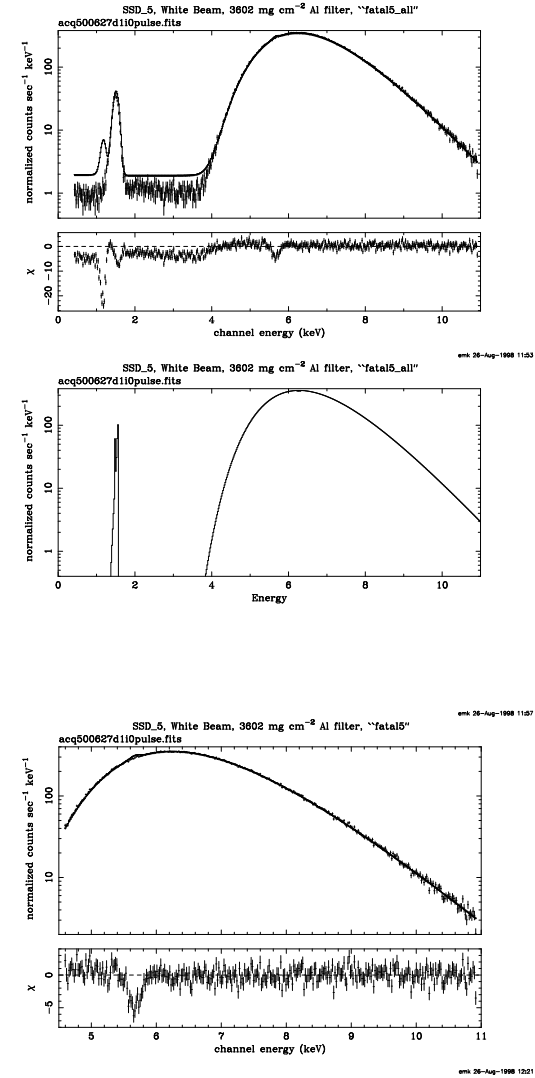 SSD_5, White Beam, 3602 mg cm⁻² Al filter, ``fatal5_all''
acq500627d1i0pulse.fits
normalized counts sec⁻¹ keV⁻¹
100
10
1
χ
0
−10
−20
0 2 4 6 8 10
channel energy (keV)
emk 26−Aug−1998 11:53
SSD_5, White Beam, 3602 mg cm⁻² Al filter, ``fatal5_all''
acq500627d1i0pulse.fits
normalized counts sec⁻¹ keV⁻¹
100
10
1
0 2 4 6 8 10
Energy
emk 26−Aug−1998 11:57
SSD_5, White Beam, 3602 mg cm⁻² Al filter, ``fatal5''
acq500627d1i0pulse.fits
normalized counts sec⁻¹ keV⁻¹
100
10
χ
0
−5
5 6 7 8 9 10 11
channel energy (keV)
emk 26−Aug−1998 12:21